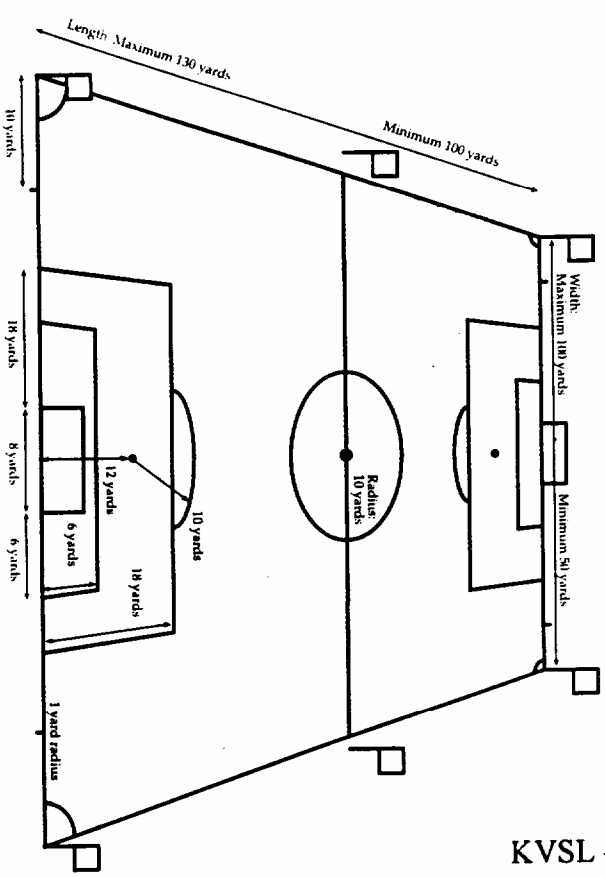 Length: Maximum 130 yards
Minimum 100 yards
Width:
Maximum 100 yards
Minimum 50 yards
10 yards
18 yards
8 yards
6 yards
12 yards
10 yards
6 yards
18 yards
Radius:
10 yards
1 yard radius
KVSL -